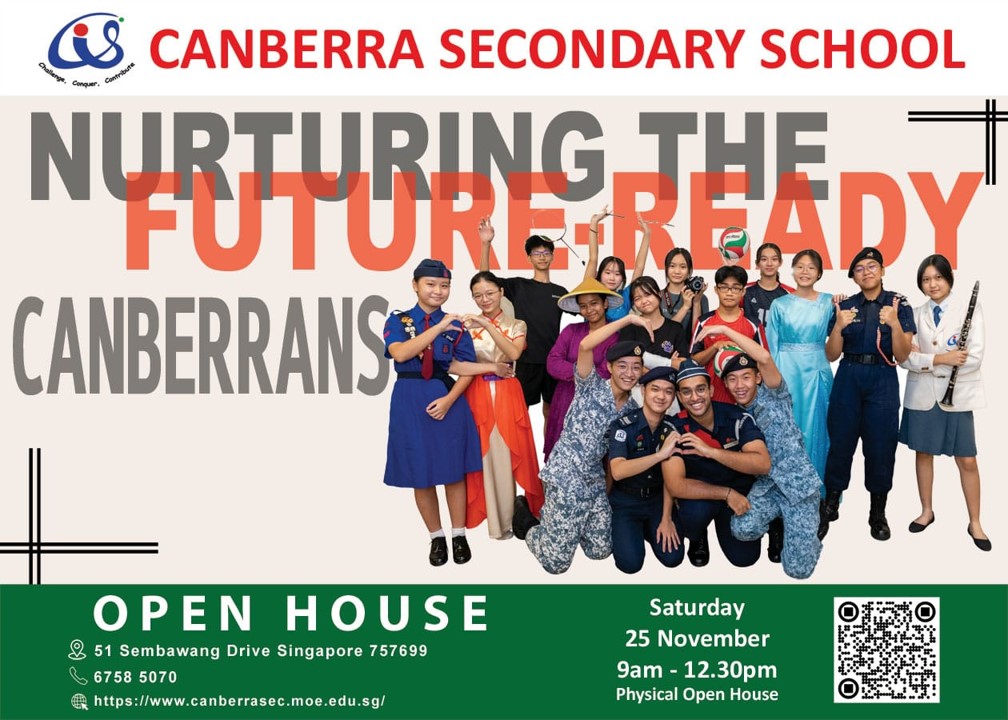 CIS
Challenge. Conquer. Contribute
CANBERRA SECONDARY SCHOOL
NURTURING THE
FUTURE-READY
CANBERRANS
OPEN HOUSE
51 Sembawang Drive Singapore 757699
6758 5070
https://www.canberrasec.moe.edu.sg/
Saturday
25 November
9am - 12.30pm
Physical Open House